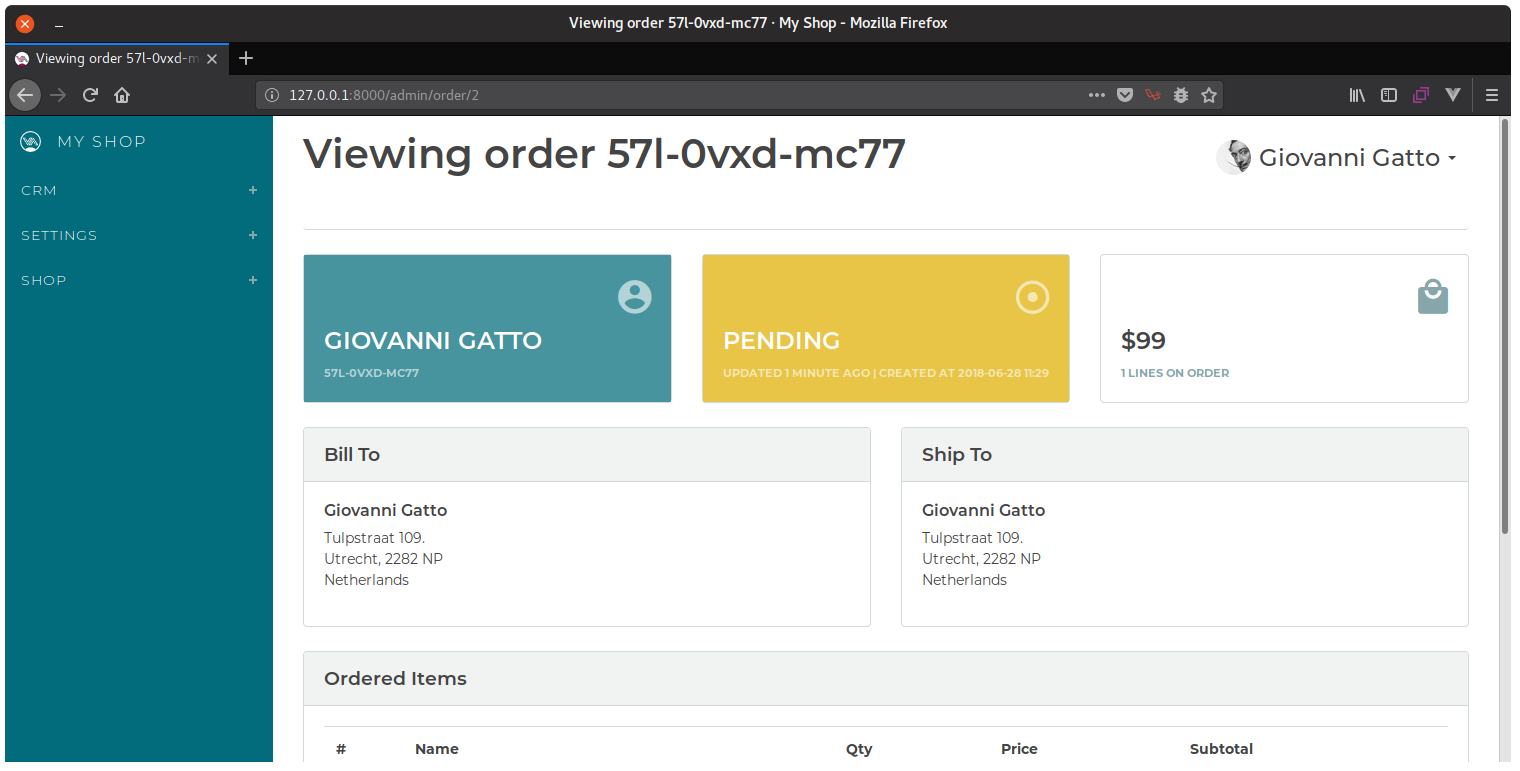 Viewing order 57l-0vxd-mc77 · My Shop - Mozilla Firefox
Viewing order 57l-0vxd-m
127.0.0.1:8000/admin/order/2
MY SHOP
CRM +
SETTINGS +
SHOP +
Viewing order 57l-0vxd-mc77
Giovanni Gatto
GIOVANNI GATTO
57L-0VXD-MC77
PENDING
UPDATED 1 MINUTE AGO | CREATED AT 2018-06-28 11:29
$99
1 LINES ON ORDER
Bill To
Giovanni Gatto
Tulpstraat 109.
Utrecht, 2282 NP
Netherlands
Ship To
Giovanni Gatto
Tulpstraat 109.
Utrecht, 2282 NP
Netherlands
Ordered Items
# Name Qty Price Subtotal